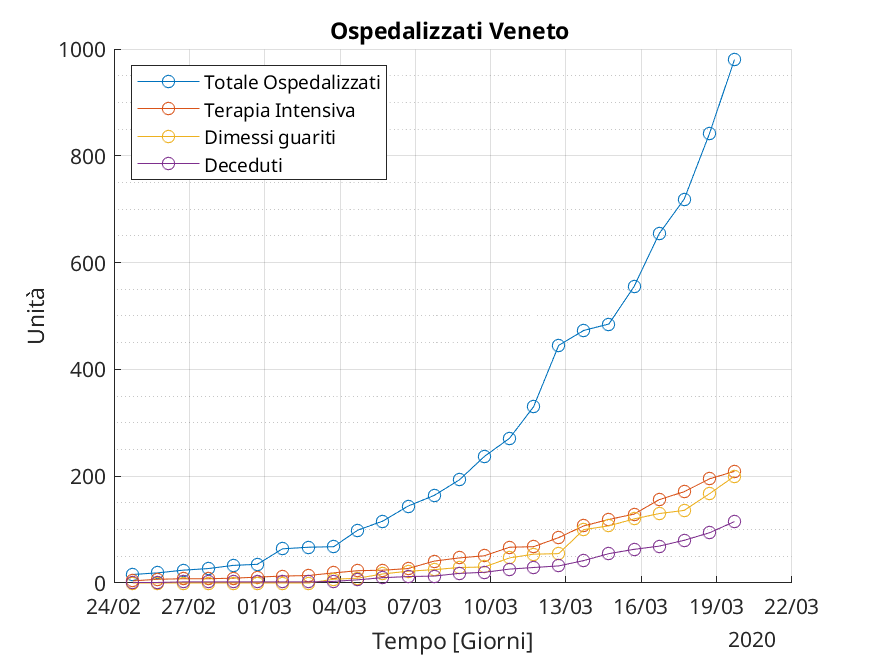 Ospedalizzati Veneto
1000
800
600
400
200
0
Unità
Totale Ospedalizzati
Terapia Intensiva
Dimessi guariti
Deceduti
24/02 27/02 01/03 04/03 07/03 10/03 13/03 16/03 19/03 22/03
Tempo [Giorni]
2020